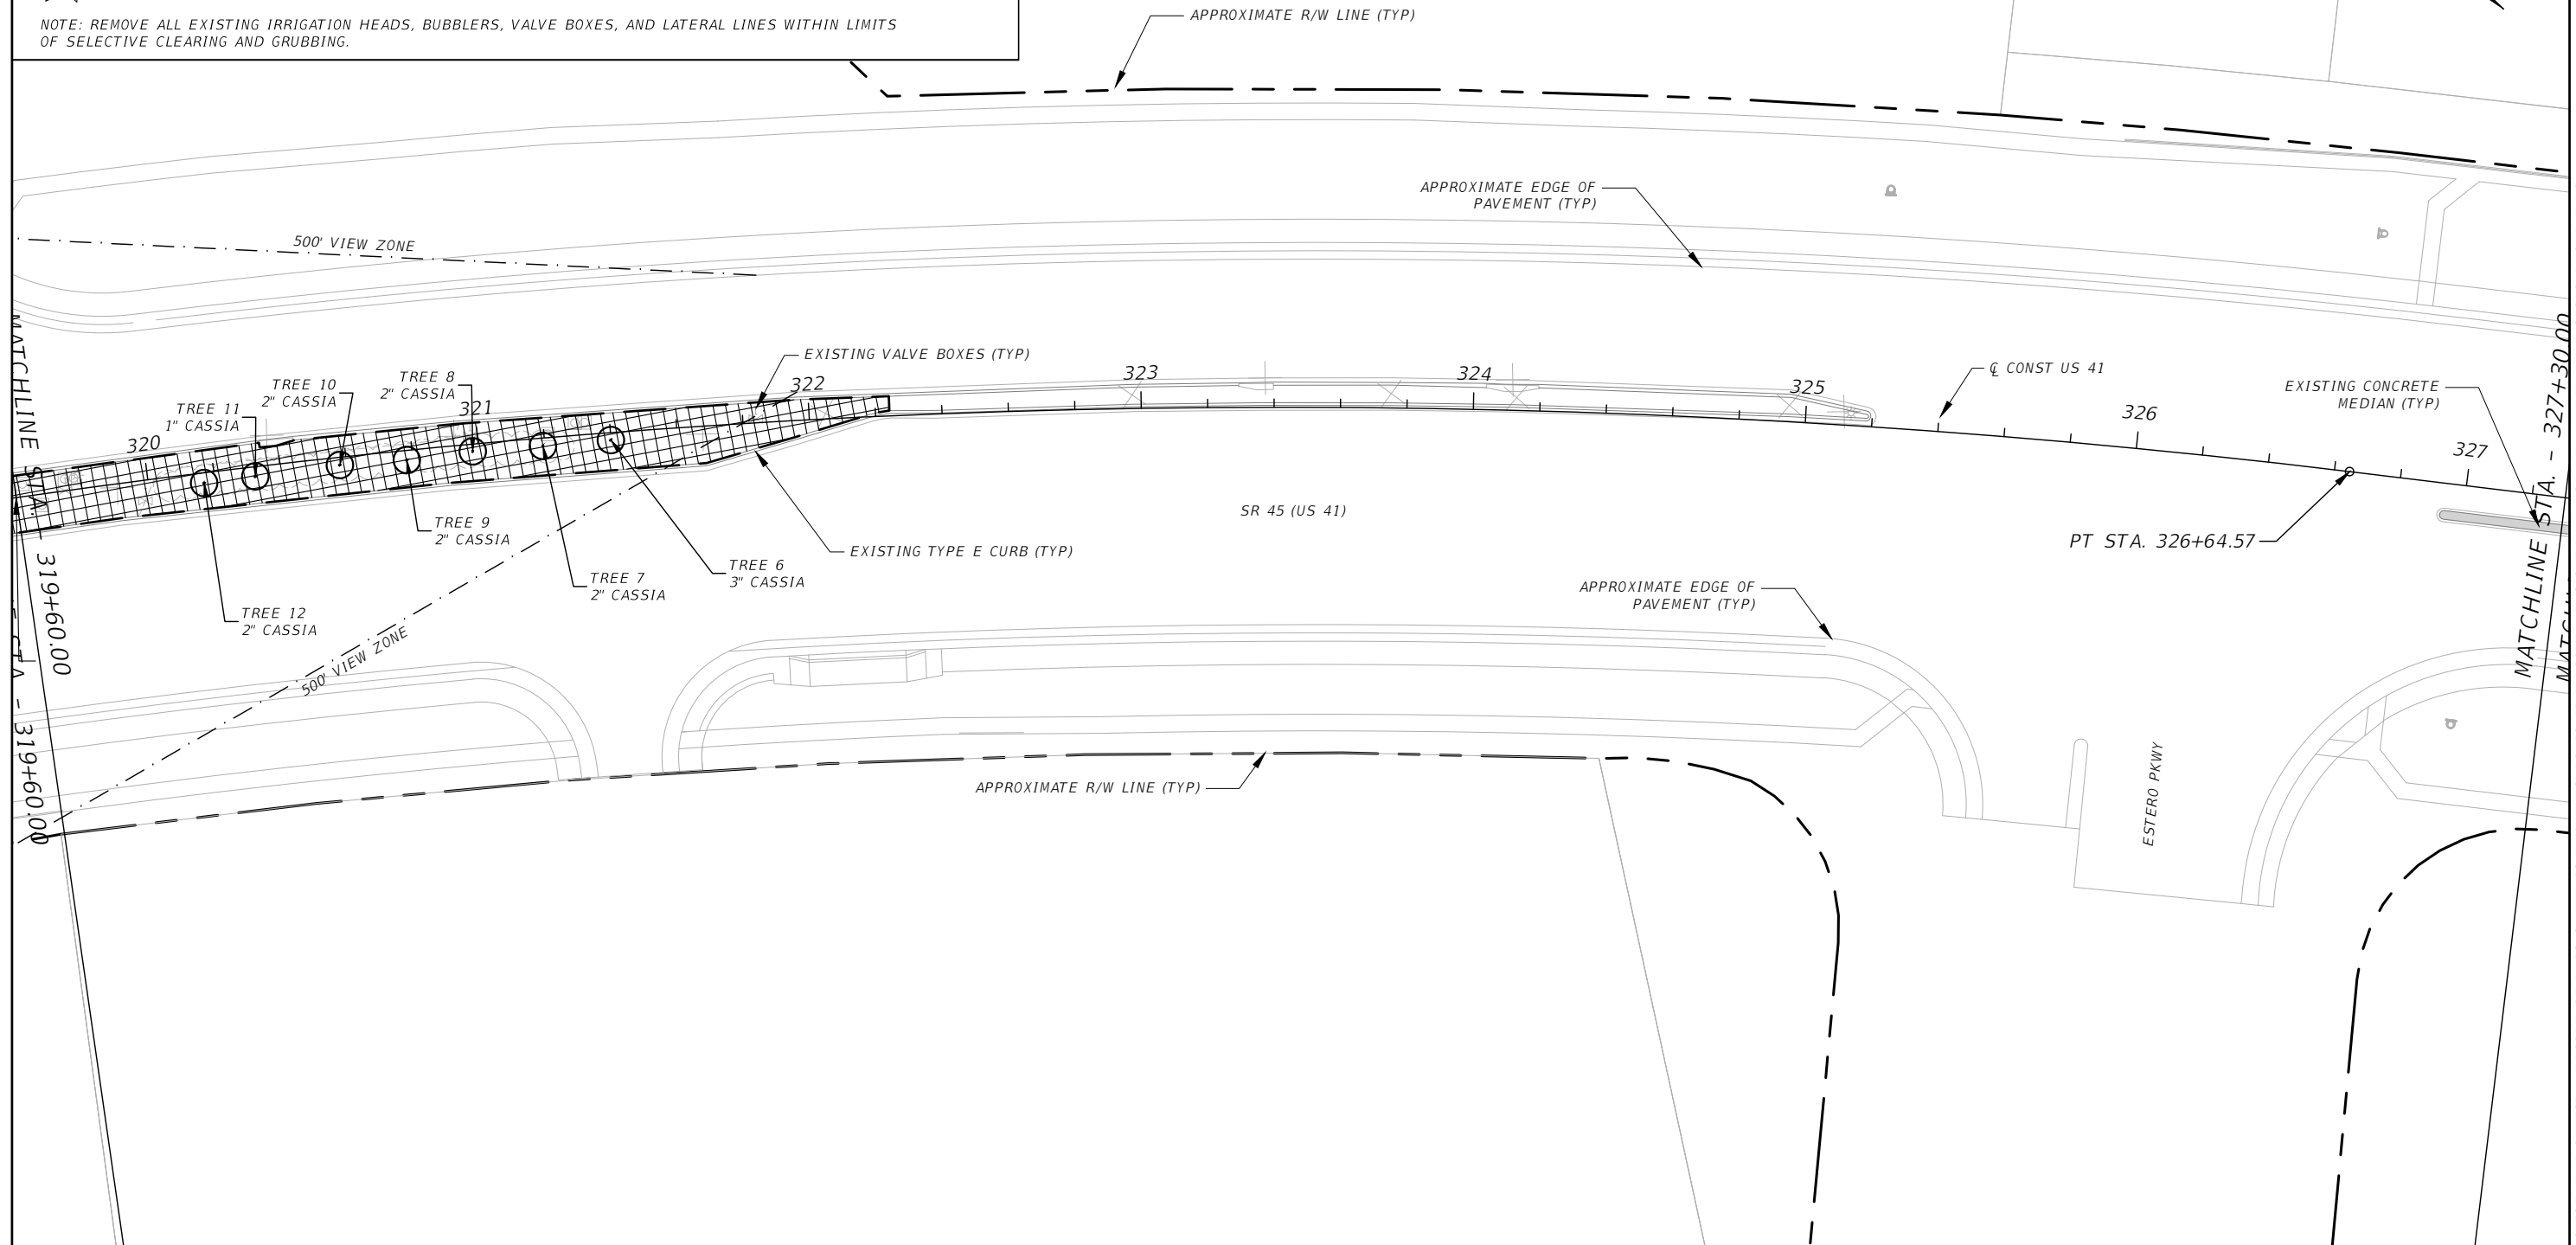 NOTE: REMOVE ALL EXISTING IRRIGATION HEADS, BUBBLERS, VALVE BOXES, AND LATERAL LINES WITHIN LIMITS
OF SELECTIVE CLEARING AND GRUBBING.
APPROXIMATE R/W LINE (TYP)
APPROXIMATE EDGE OF
PAVEMENT (TYP)
500' VIEW ZONE
EXISTING VALVE BOXES (TYP)
TREE 8
2" CASSIA
TREE 10
2" CASSIA
TREE 11
1" CASSIA
320
321
322
323
324
325
326
327
℄ CONST US 41
EXISTING CONCRETE
MEDIAN (TYP)
MATCHLINE STA. - 319+60.00
STA. - 319+60.00
TREE 9
2" CASSIA
TREE 12
2" CASSIA
TREE 7
2" CASSIA
TREE 6
3" CASSIA
EXISTING TYPE E CURB (TYP)
SR 45 (US 41)
PT STA. 326+64.57
APPROXIMATE EDGE OF
PAVEMENT (TYP)
500' VIEW ZONE
APPROXIMATE R/W LINE (TYP)
ESTERO PKWY
MATCHLINE STA. - 327+30.00